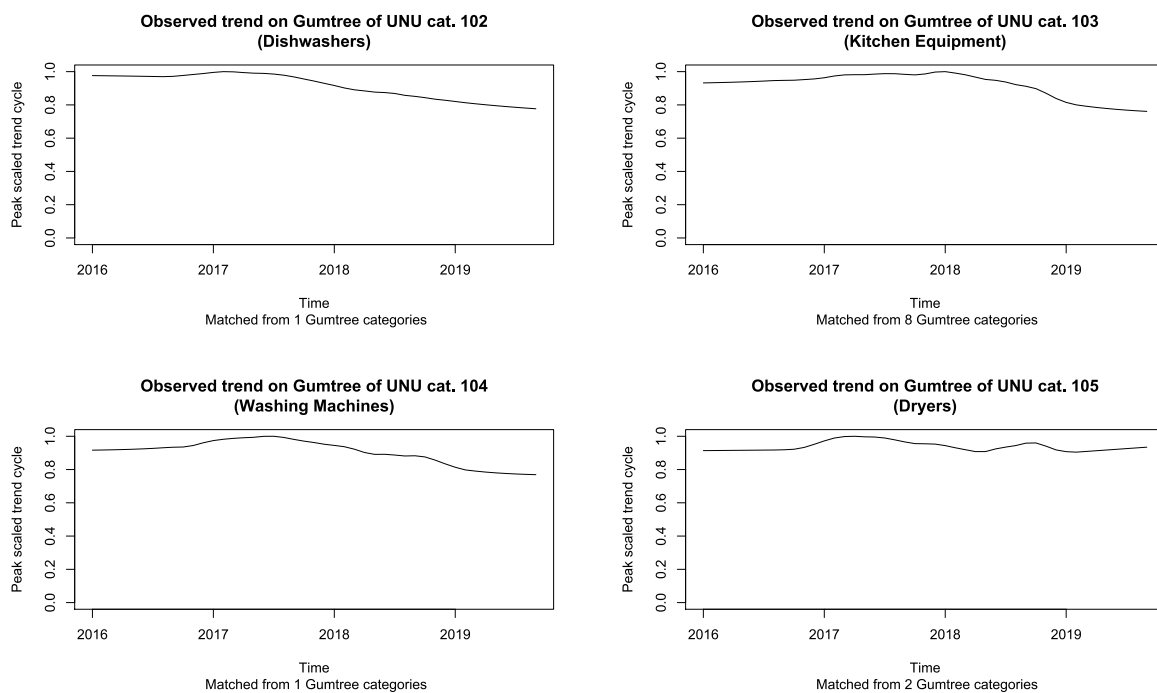 Observed trend on Gumtree of UNU cat. 102
(Dishwashers)
Peak scaled trend cycle
1.0
0.8
0.6
0.4
0.2
0.0
2016 2017 2018 2019
Time
Matched from 1 Gumtree categories
Observed trend on Gumtree of UNU cat. 103
(Kitchen Equipment)
Peak scaled trend cycle
1.0
0.8
0.6
0.4
0.2
0.0
2016 2017 2018 2019
Time
Matched from 8 Gumtree categories
Observed trend on Gumtree of UNU cat. 104
(Washing Machines)
Peak scaled trend cycle
1.0
0.8
0.6
0.4
0.2
0.0
2016 2017 2018 2019
Time
Matched from 1 Gumtree categories
Observed trend on Gumtree of UNU cat. 105
(Dryers)
Peak scaled trend cycle
1.0
0.8
0.6
0.4
0.2
0.0
2016 2017 2018 2019
Time
Matched from 2 Gumtree categories